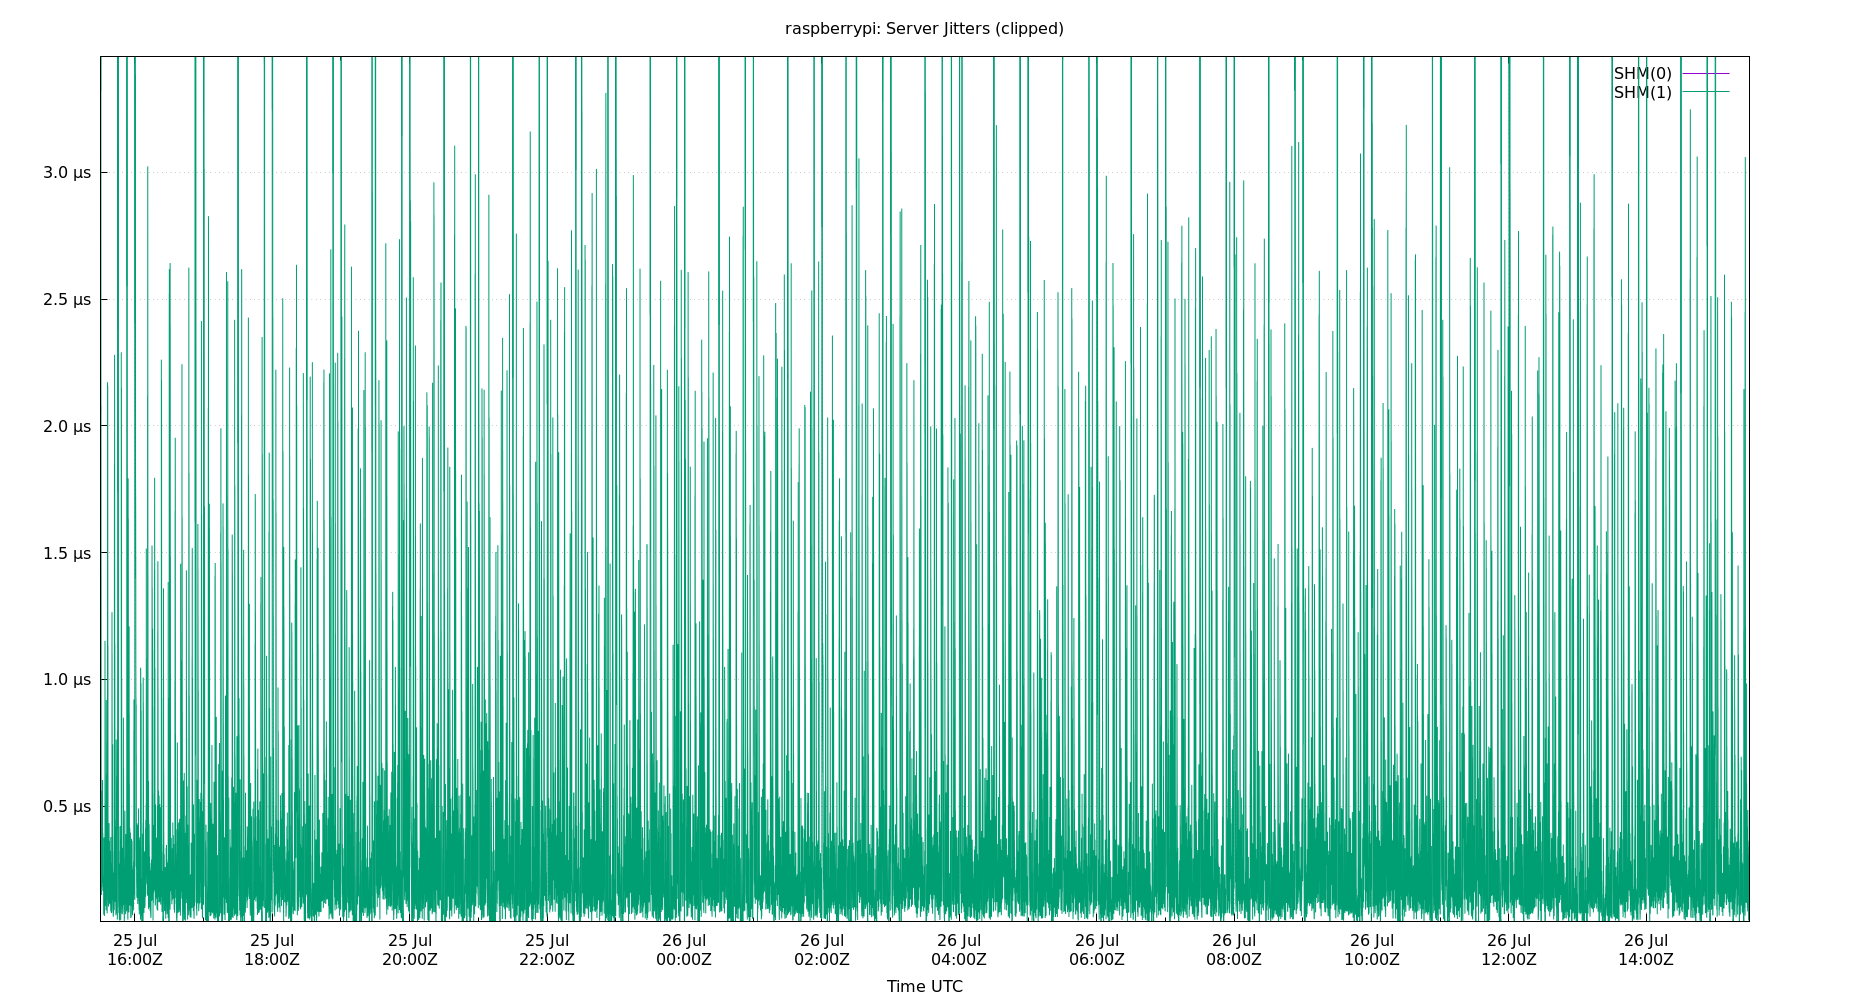 raspberrypi: Server Jitters (clipped)
SHM(0)
SHM(1)
3.0 µs
2.5 µs
2.0 µs
1.5 µs
1.0 µs
0.5 µs
25 Jul 25 Jul 25 Jul 25 Jul 26 Jul 26 Jul 26 Jul 26 Jul 26 Jul 26 Jul 26 Jul 26 Jul
16:00Z 18:00Z 20:00Z 22:00Z 00:00Z 02:00Z 04:00Z 06:00Z 08:00Z 10:00Z 12:00Z 14:00Z
Time UTC